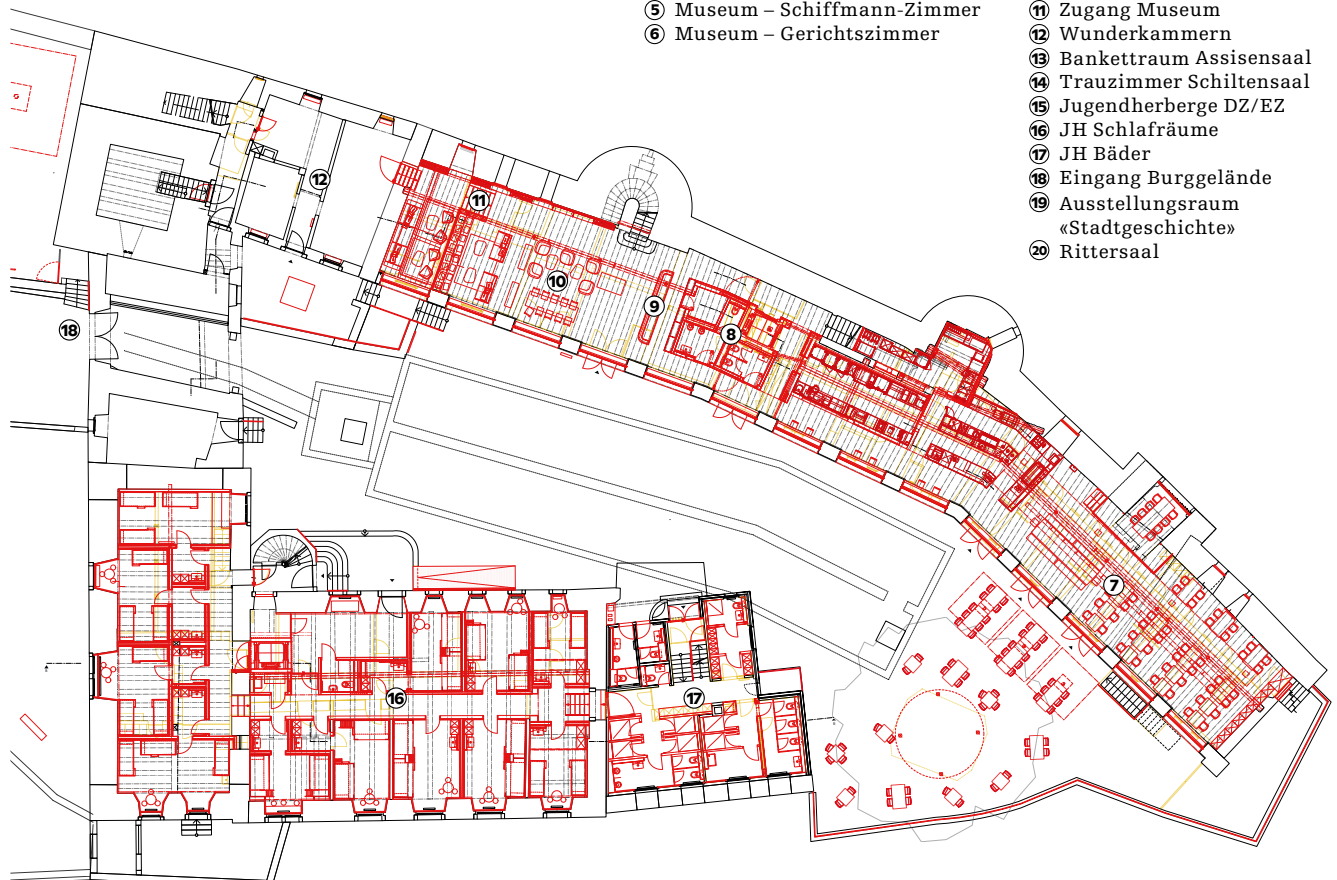 5 Museum – Schiffmann-Zimmer
6 Museum – Gerichtszimmer
11 Zugang Museum
12 Wunderkammern
13 Bankettraum Assisensaal
14 Trauzimmer Schiltensaal
15 Jugendherberge DZ/EZ
16 JH Schlafräume
17 JH Bäder
18 Eingang Burggelände
19 Ausstellungsraum
«Stadtgeschichte»
20 Rittersaal
12
11
10
9
8
18
7
16
17